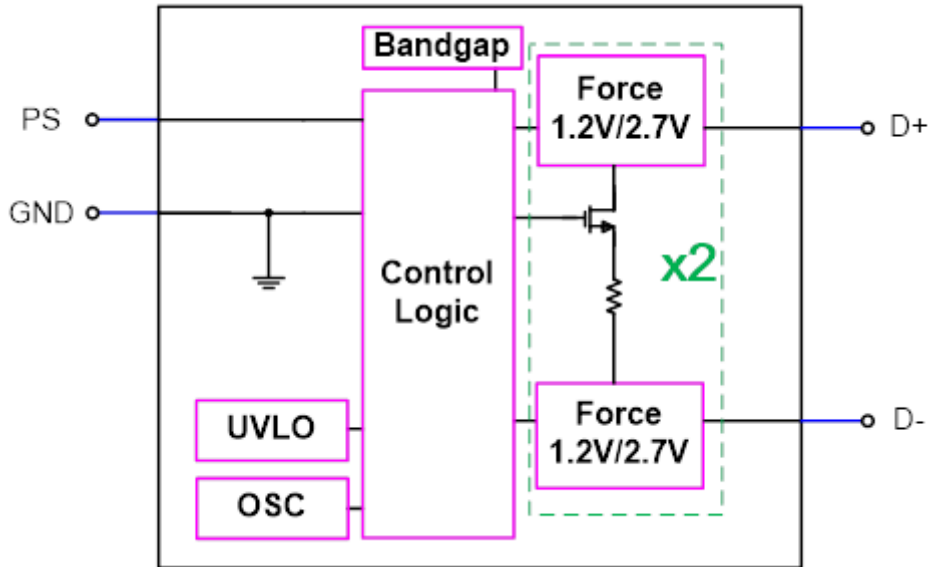 Bandgap
Force
1.2V/2.7V
PS
D+
GND
Control
Logic
x2
UVLO
Force
1.2V/2.7V
D-
OSC